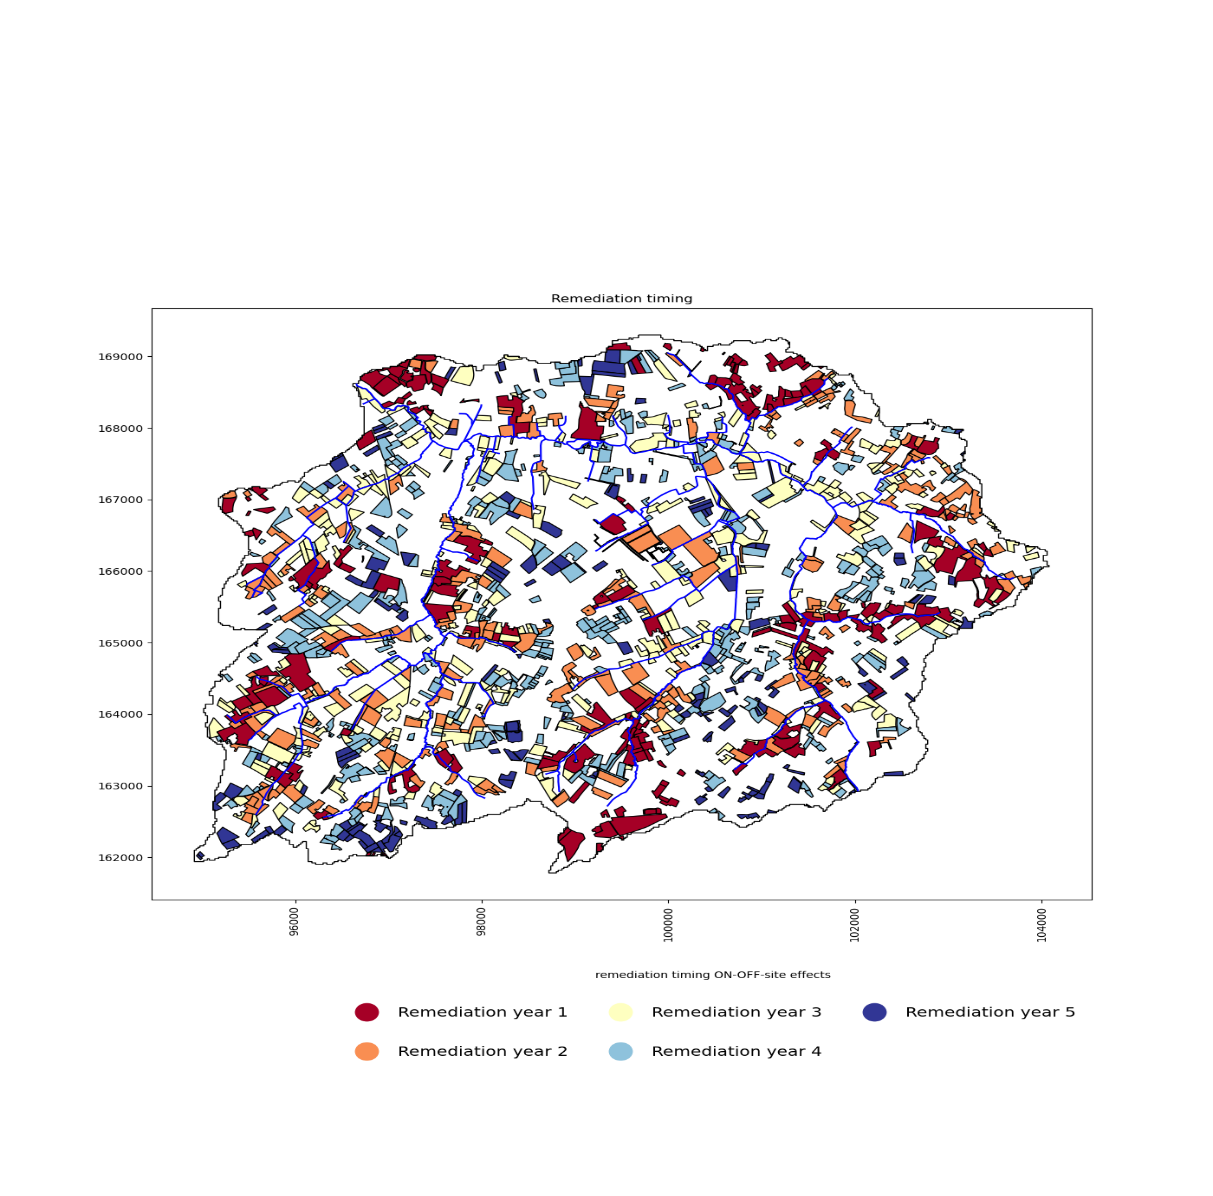 Remediation timing
169000
168000
167000
166000
165000
164000
163000
162000
96000
98000
100000
102000
104000
remediation timing ON-OFF-site effects
Remediation year 1
Remediation year 3
Remediation year 5
Remediation year 2
Remediation year 4